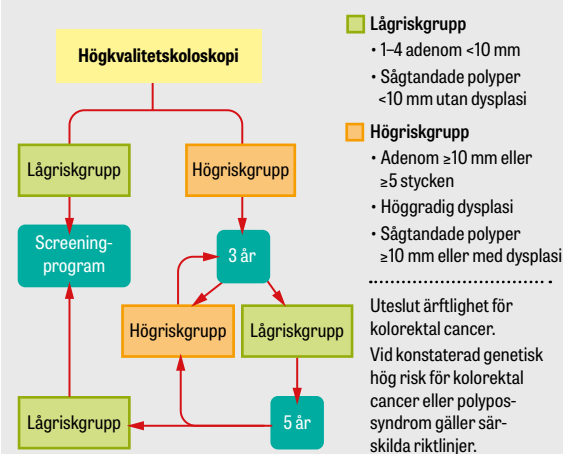 Högkvalitetskoloskopi
Lågriskgrupp
Högriskgrupp
Screening-
program
3 år
Högriskgrupp
Lågriskgrupp
Lågriskgrupp
5 år
Lågriskgrupp
• 1–4 adenom <10 mm
• Sågtandade polyper
<10 mm utan dysplasi
Högriskgrupp
• Adenom ≥10 mm eller
≥5 stycken
• Höggradig dysplasi
• Sågtandade polyper
≥10 mm eller med dysplasi
Uteslut ärftlighet för
kolorektal cancer.
Vid konstaterad genetisk
hög risk för kolorektal
cancer eller polypos-
syndrom gäller sär-
skilda riktlinjer.